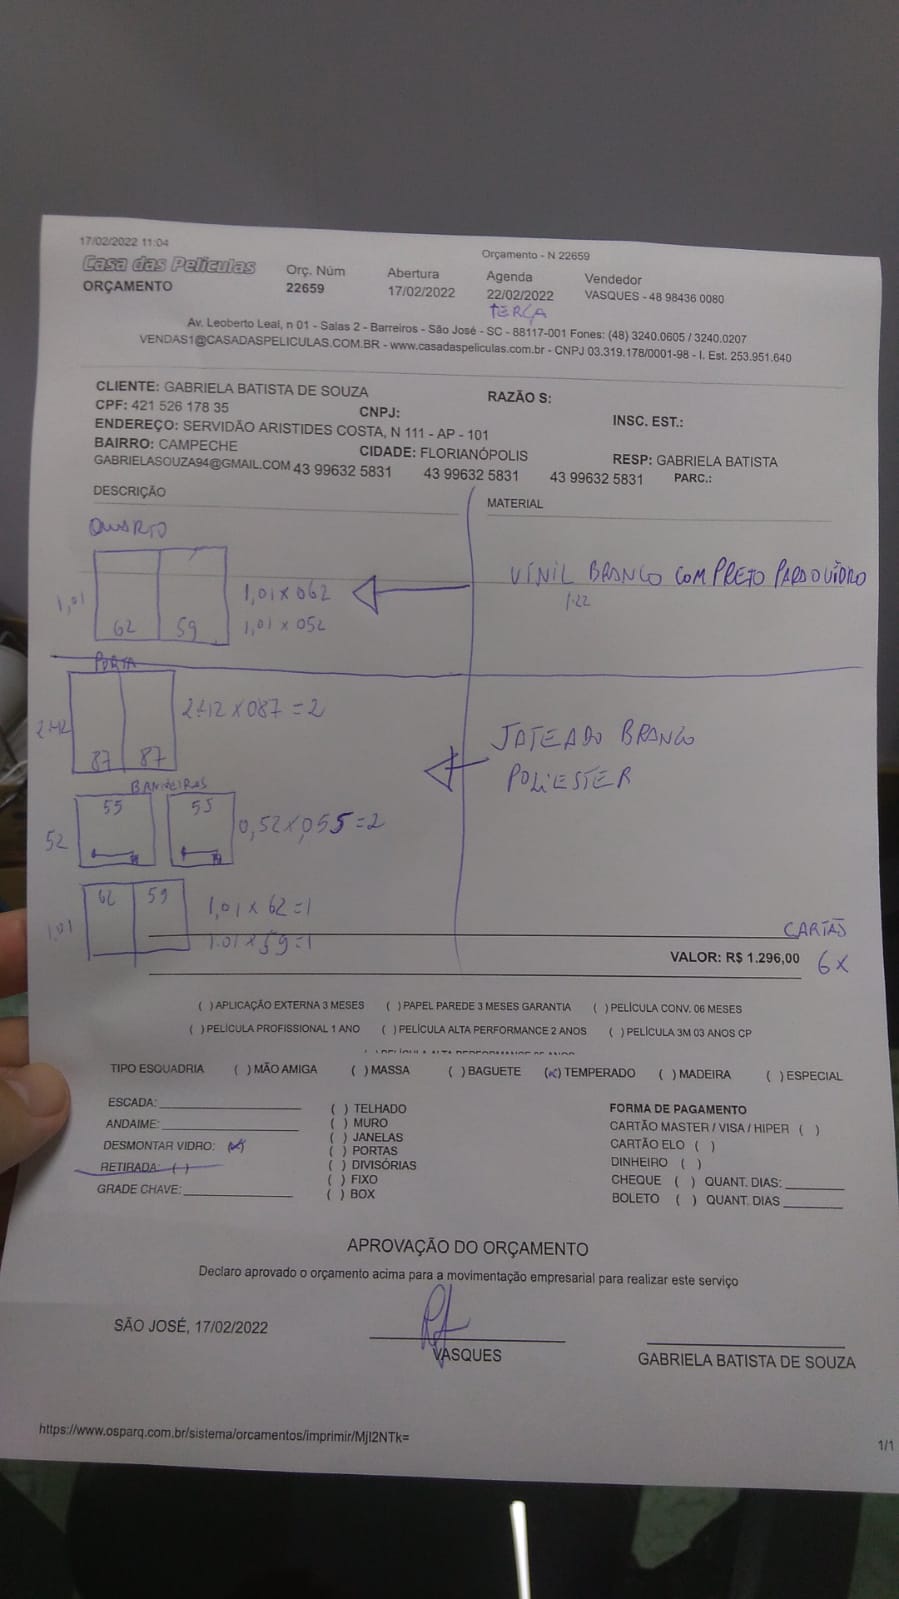 17/02/2022 11:04
Orçamento - N 22659
Casa das Películas
ORÇAMENTO
Orç. Núm
22659
Abertura
17/02/2022
Agenda
22/02/2022
TERÇA
Vendedor
VASQUES - 48 98436 0080
Av. Leoberto Leal, n 01 - Salas 2 - Barreiros - São José - SC - 88117-001 Fones: (48) 3240.0605 / 3240.0207
VENDAS1@CASADASPELICULAS.COM.BR - www.casadaspeliculas.com.br - CNPJ 03.319.178/0001-98 - I. Est. 253.951.640
CLIENTE: GABRIELA BATISTA DE SOUZA
RAZÃO S:
CPF: 421 526 178 35
CNPJ:
INSC. EST.:
ENDEREÇO: SERVIDÃO ARISTIDES COSTA, N 111 - AP - 101
BAIRRO: CAMPECHE
CIDADE: FLORIANÓPOLIS
RESP: GABRIELA BATISTA
GABRIELASOUZA94@GMAIL.COM 43 99632 5831 43 99632 5831 43 99632 5831 PARC.:
DESCRIÇÃO
MATERIAL
QUARTO
1,01
62 59
1,01 x 062
1,01 x 052
VINIL BRANCO COM PRETO PARA O VIDRO
1.22
PORTA
87 87
087 = 2
JATEADO BRANCO
POLIESTER
BANHEIROS
55 55
52
0,52 x 0,55 = 2
62 59
1,01
1,01 x 62 = 1
1.01 x 59 = 1
CARTÃO
VALOR: R$ 1.296,00
6x
( ) APLICAÇÃO EXTERNA 3 MESES ( ) PAPEL PAREDE 3 MESES GARANTIA ( ) PELÍCULA CONV. 06 MESES
( ) PELÍCULA PROFISSIONAL 1 ANO ( ) PELÍCULA ALTA PERFORMANCE 2 ANOS ( ) PELÍCULA 3M 03 ANOS CP
TIPO ESQUADRIA ( ) MÃO AMIGA ( ) MASSA ( ) BAGUETE (x) TEMPERADO ( ) MADEIRA ( ) ESPECIAL
ESCADA:
ANDAIME:
DESMONTAR VIDRO: (x)
RETIRADA: ( )
GRADE CHAVE:
( ) TELHADO
( ) MURO
( ) JANELAS
( ) PORTAS
( ) DIVISÓRIAS
( ) FIXO
( ) BOX
FORMA DE PAGAMENTO
CARTÃO MASTER / VISA / HIPER ( )
CARTÃO ELO ( )
DINHEIRO ( )
CHEQUE ( ) QUANT. DIAS:
BOLETO ( ) QUANT. DIAS
APROVAÇÃO DO ORÇAMENTO
Declaro aprovado o orçamento acima para a movimentação empresarial para realizar este serviço
SÃO JOSÉ, 17/02/2022
VASQUES
GABRIELA BATISTA DE SOUZA
https://www.osparq.com.br/sistema/orcamentos/imprimir/MjI2NTk=
1/1